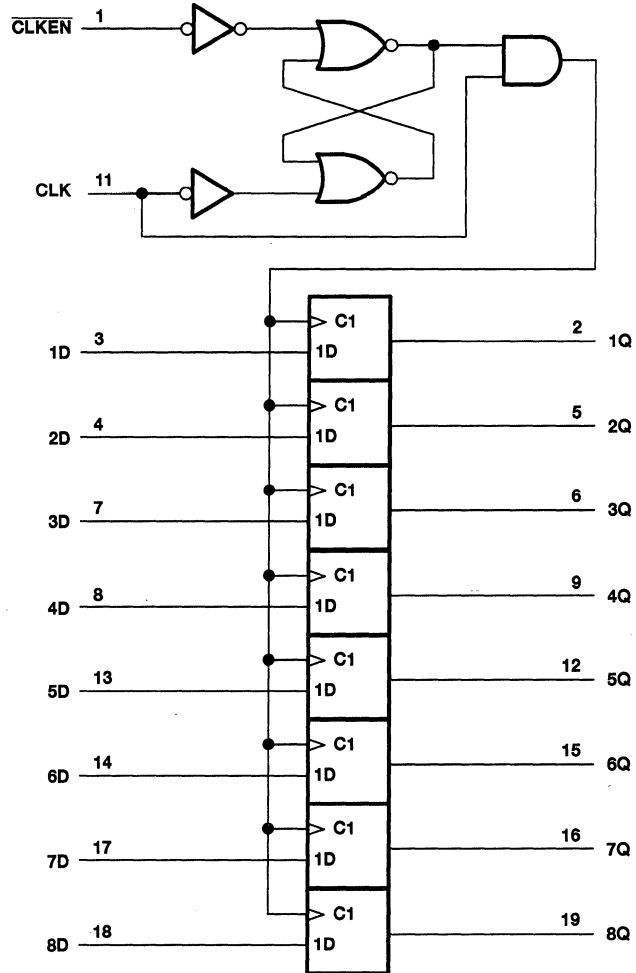 CLKEN 1
CLK 11
C1
1D 3 1D 2 1Q
C1
2D 4 1D 5 2Q
C1
3D 7 1D 6 3Q
C1
4D 8 1D 9 4Q
C1
5D 13 1D 12 5Q
C1
6D 14 1D 15 6Q
C1
7D 17 1D 16 7Q
C1
8D 18 1D 19 8Q